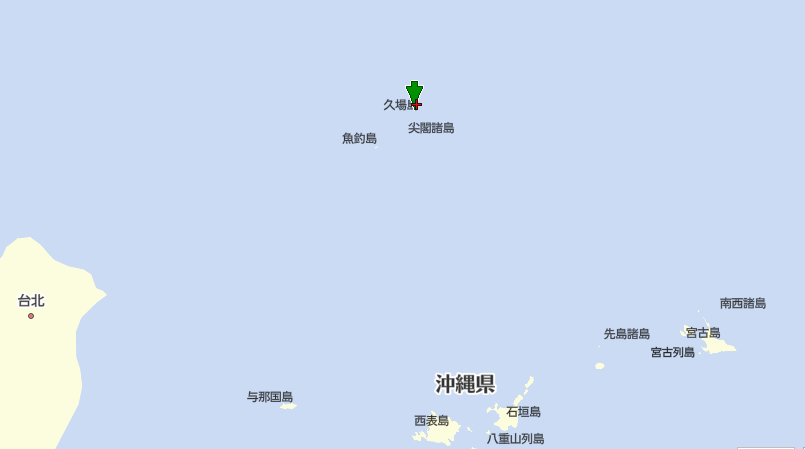 久場島
尖閣諸島
魚釣島
台北
南西諸島
先島諸島
宮古島
宮古列島
沖縄県
与那国島
石垣島
西表島
八重山列島